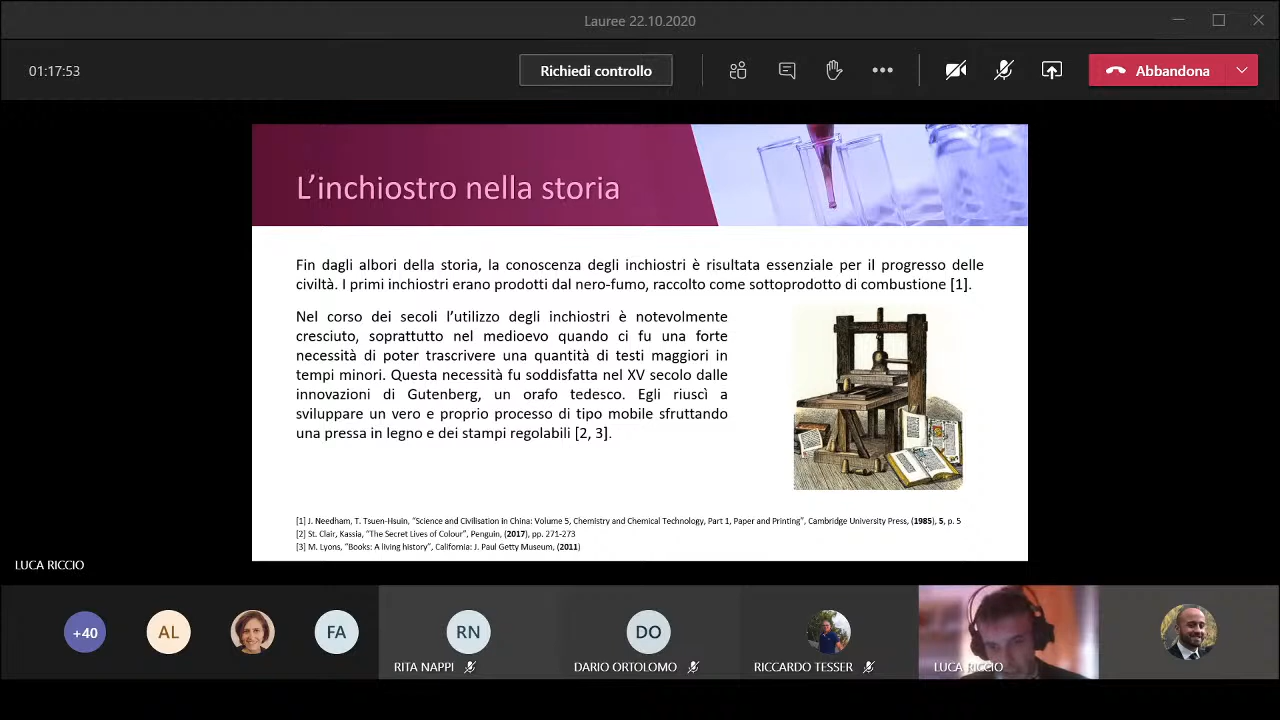 Lauree 22.10.2020
01:17:53
Richiedi controllo
Abbandona
L'inchiostro nella storia
Fin dagli albori della storia, la conoscenza degli inchiostri è risultata essenziale per il progresso delle
civiltà. I primi inchiostri erano prodotti dal nero-fumo, raccolto come sottoprodotto di combustione [1].
Nel corso dei secoli l'utilizzo degli inchiostri è notevolmente
cresciuto, soprattutto nel medioevo quando ci fu una forte
necessità di poter trascrivere una quantità di testi maggiori in
tempi minori. Questa necessità fu soddisfatta nel XV secolo dalle
innovazioni di Gutenberg, un orafo tedesco. Egli riuscì a
sviluppare un vero e proprio processo di tipo mobile sfruttando
una pressa in legno e dei stampi regolabili [2, 3].
[1] J. Needham, T. Tsuen-Hsuin, "Science and Civilisation in China: Volume 5, Chemistry and Chemical Technology, Part 1, Paper and Printing", Cambridge University Press, (1985), 5, p. 5
[2] St. Clair, Kassia, "The Secret Lives of Colour", Penguin, (2017), pp. 271-273
[3] M. Lyons, "Books: A living history", California: J. Paul Getty Museum, (2011)
LUCA RICCIO
+40
AL
FA
RN
DO
RITA NAPPI
DARIO ORTOLOMO
RICCARDO TESSER
LUCA RICCIO